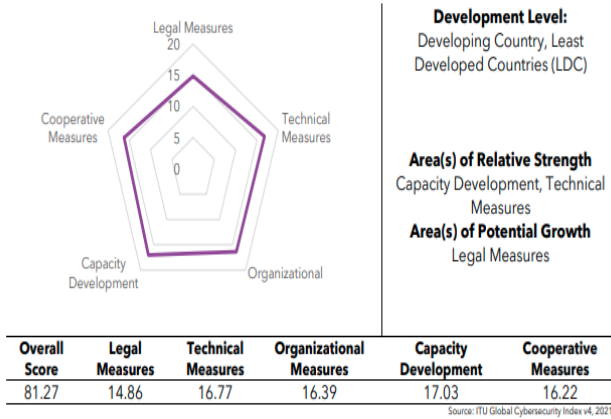 Legal Measures
20
15
10
5
0
Technical
Measures
Organizational
Capacity
Development
Cooperative
Measures
Development Level:
Developing Country, Least
Developed Countries (LDC)
Area(s) of Relative Strength
Capacity Development, Technical
Measures
Area(s) of Potential Growth
Legal Measures
Overall Score Legal Measures Technical Measures Organizational Measures Capacity Development Cooperative Measures
81.27 14.86 16.77 16.39 17.03 16.22
Source: ITU Global Cybersecurity Index v4, 2021